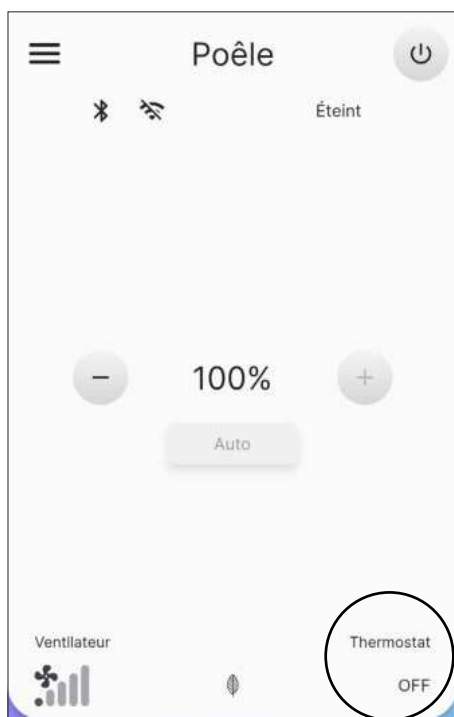 Poêle
Éteint
− 100% +
Auto
Ventilateur
Thermostat
OFF